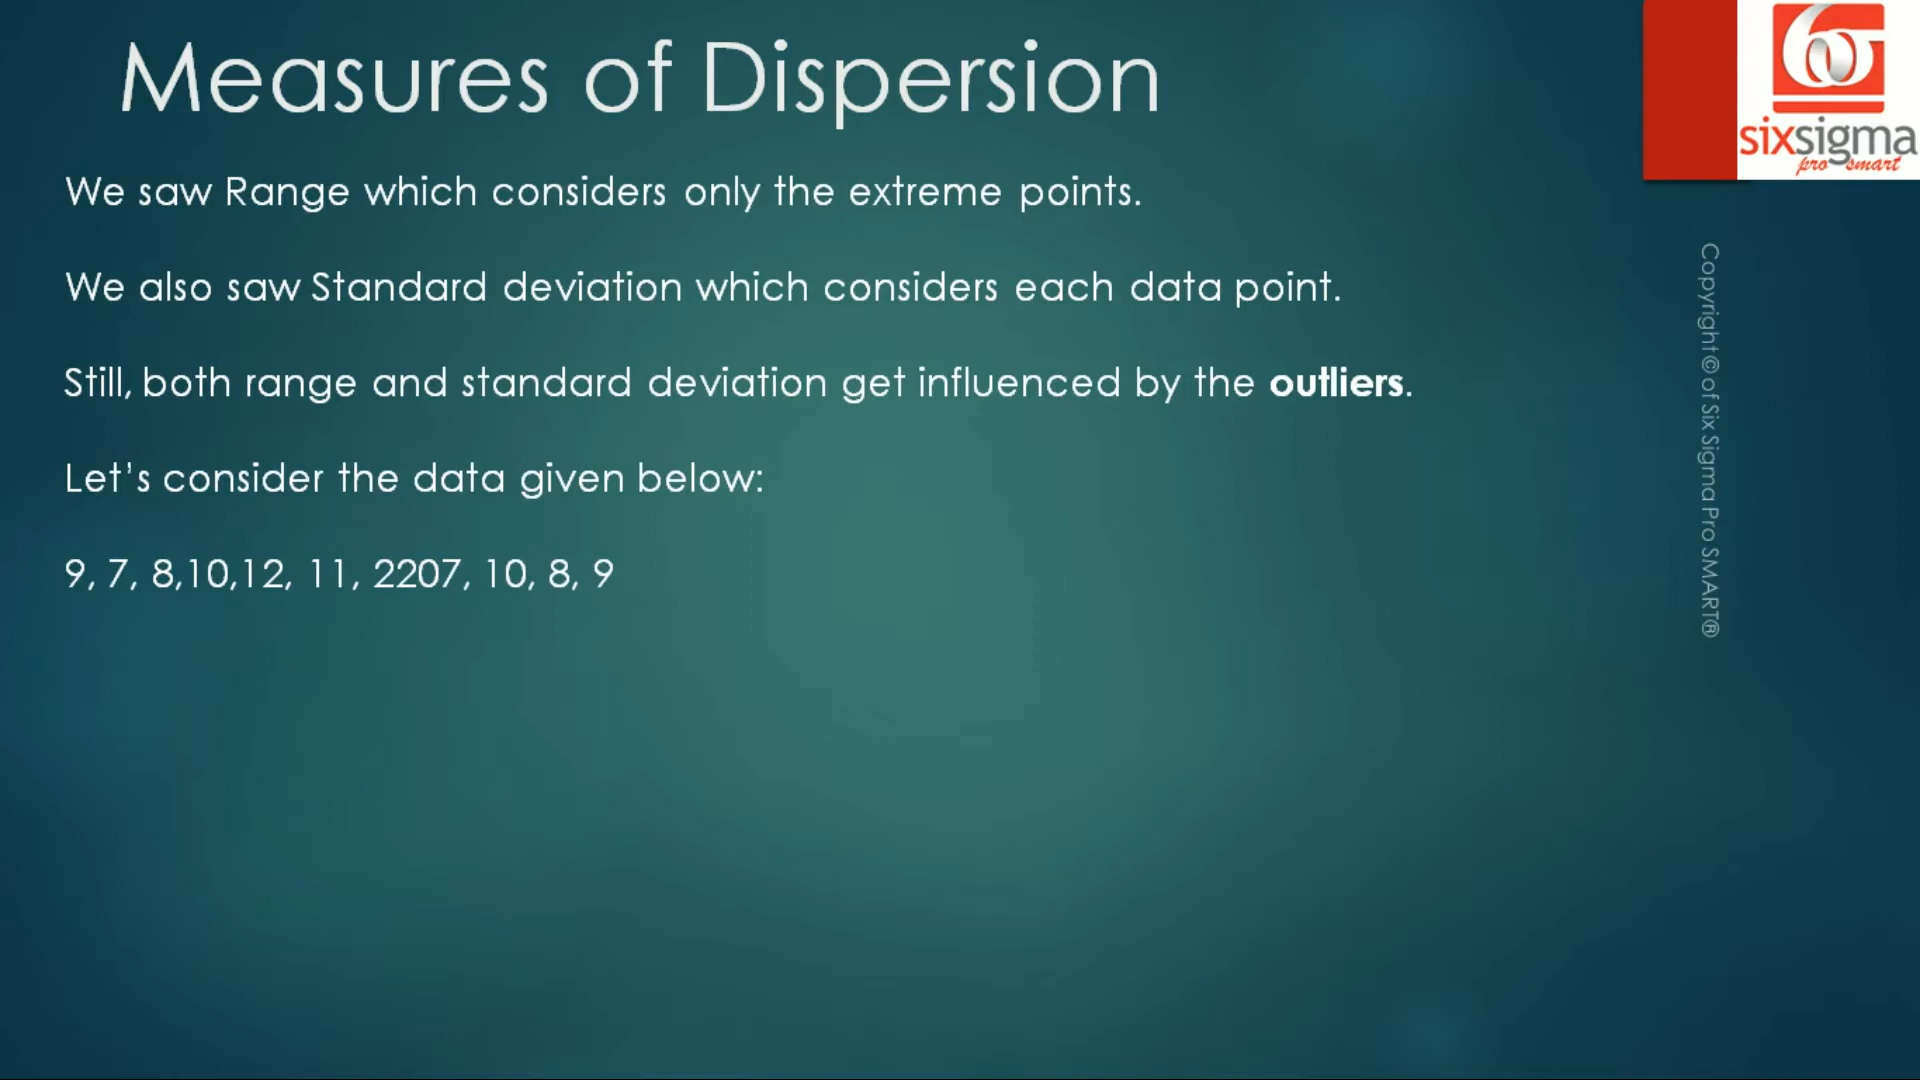 Measures of Dispersion
We saw Range which considers only the extreme points.
We also saw Standard deviation which considers each data point.
Still, both range and standard deviation get influenced by the outliers.
Let’s consider the data given below:
9, 7, 8,10,12, 11, 2207, 10, 8, 9
sixsigma
pro smart
Copyright© of Six Sigma Pro SMART®